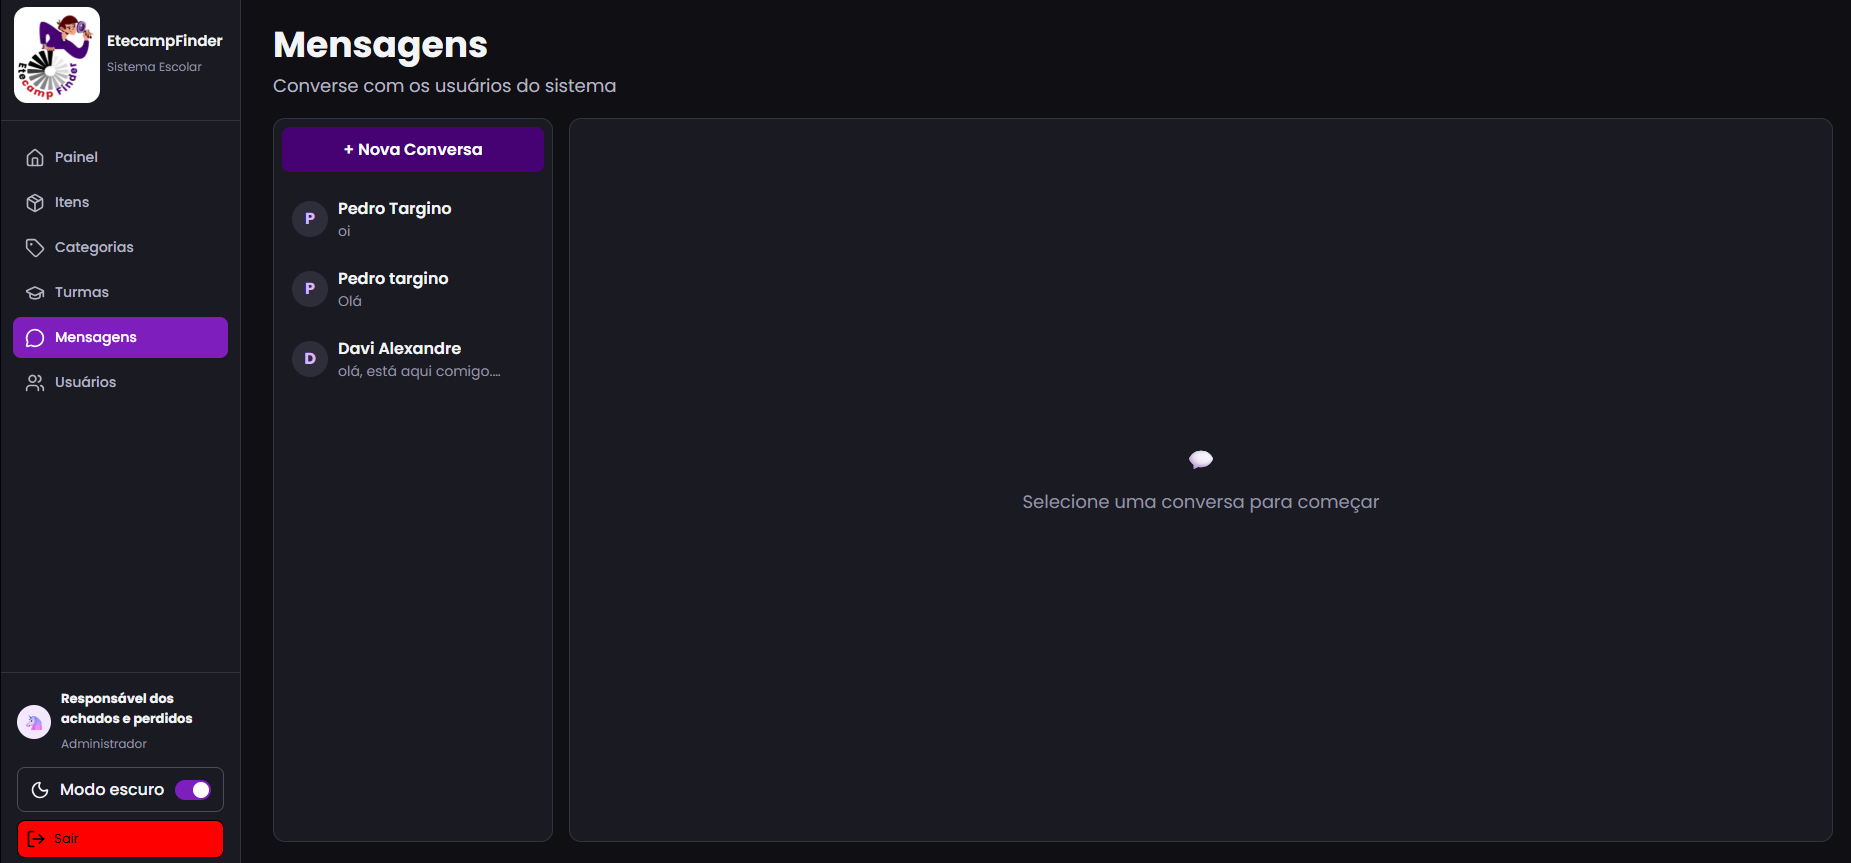 Etecamp Finder
EtecampFinder
Sistema Escolar
Painel
Itens
Categorias
Turmas
Mensagens
Usuários
Responsável dos
achados e perdidos
Administrador
Modo escuro
Sair
Mensagens
Converse com os usuários do sistema
+ Nova Conversa
P
Pedro Targino
oi
P
Pedro targino
Olá
D
Davi Alexandre
olá, está aqui comigo....
Selecione uma conversa para começar